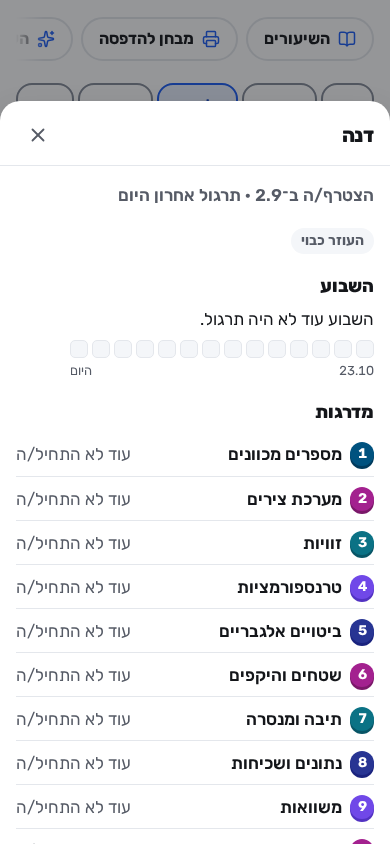 השיעורים
מבחן להדפסה
דנה
הצטרף/ה ב־2.9 • תרגול אחרון היום
העוזר כבוי
השבוע
השבוע עוד לא היה תרגול.
23.10 היום
מדרגות
1 מספרים מכוונים עוד לא התחיל/ה
2 מערכת צירים עוד לא התחיל/ה
3 זוויות עוד לא התחיל/ה
4 טרנספורמציות עוד לא התחיל/ה
5 ביטויים אלגבריים עוד לא התחיל/ה
6 שטחים והיקפים עוד לא התחיל/ה
7 תיבה ומנסרה עוד לא התחיל/ה
8 נתונים ושכיחות עוד לא התחיל/ה
9 משוואות עוד לא התחיל/ה